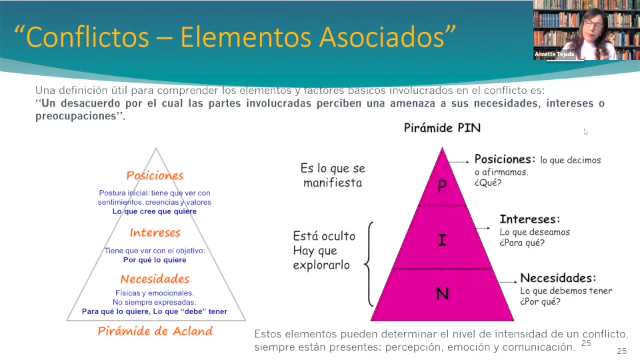 “Conflictos – Elementos Asociados”
Annette Tejada
Una definición útil para comprender los elementos y factores básicos involucrados en el conflicto es:
“Un desacuerdo por el cual las partes involucradas perciben una amenaza a sus necesidades, intereses o
preocupaciones”.
Posiciones
Postura inicial: tiene que ver con
sentimientos, creencias y valores
Lo que cree que quiere
Intereses
Tiene que ver con el objetivo:
Por qué lo quiere
Necesidades
Físicas y emocionales.
No siempre expresadas:
Para qué lo quiere, Lo que “debe” tener
Pirámide de Acland
Pirámide PIN
Es lo que se
manifiesta
Está oculto
Hay que
explorarlo
P
I
N
Posiciones: lo que decimos
o afirmamos.
¿Qué?
Intereses:
Lo que deseamos
¿Para qué?
Necesidades:
Lo que debemos tener
¿Por qué?
Estos elementos pueden determinar el nivel de intensidad de un conflicto.
siempre están presentes: percepción, emoción y comunicación.
25
25